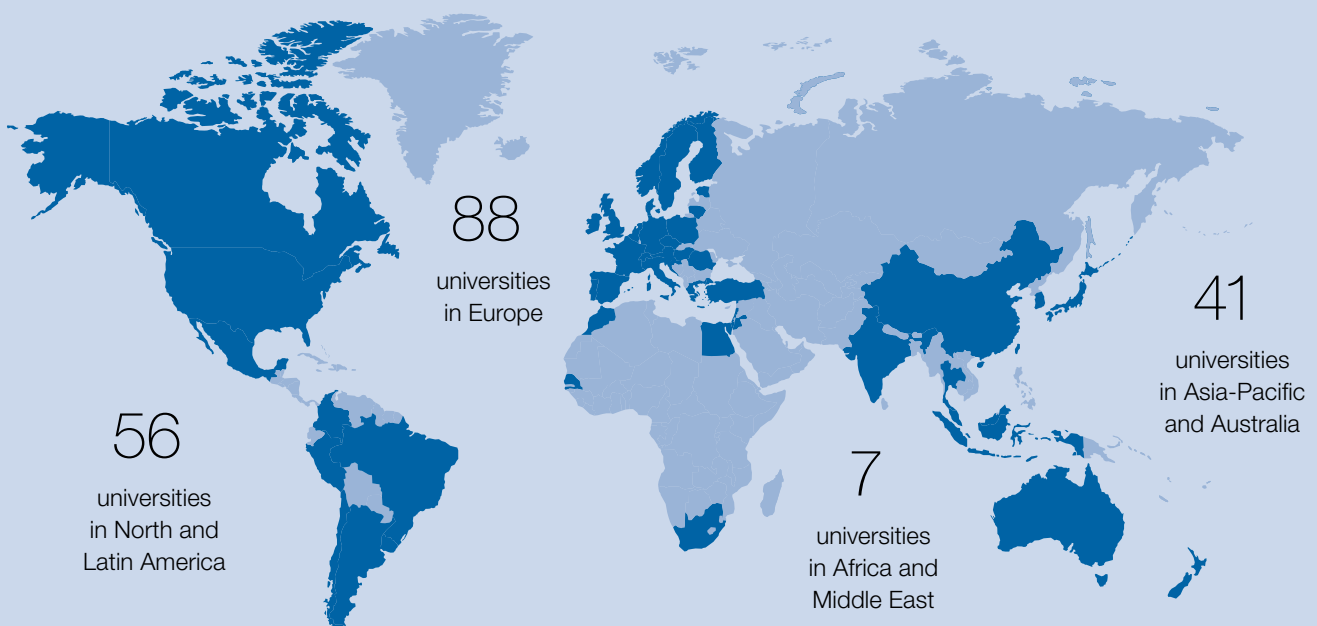 88
universities
in Europe
41
universities
in Asia-Pacific
and Australia
56
universities
in North and
Latin America
7
universities
in Africa and
Middle East